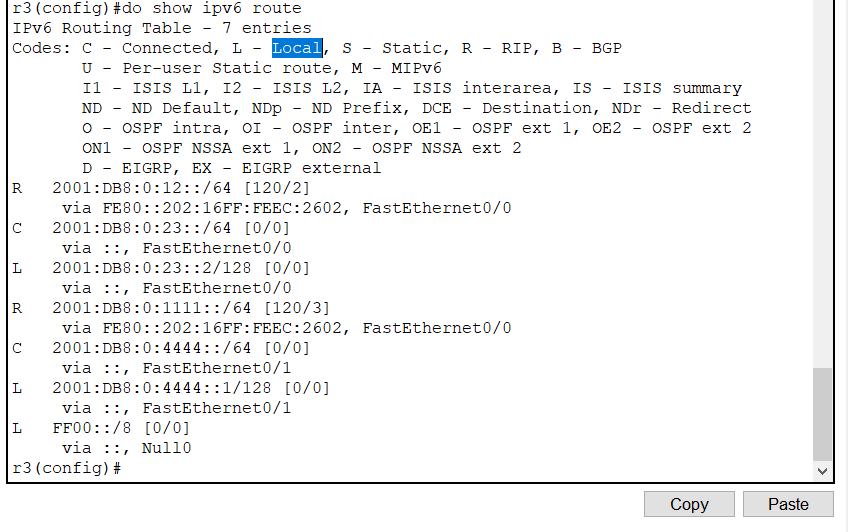 r3(config)#do show ipv6 route
IPv6 Routing Table - 7 entries
Codes: C - Connected, L - Local, S - Static, R - RIP, B - BGP
       U - Per-user Static route, M - MIPv6
       I1 - ISIS L1, I2 - ISIS L2, IA - ISIS interarea, IS - ISIS summary
       ND - ND Default, NDp - ND Prefix, DCE - Destination, NDr - Redirect
       O - OSPF intra, OI - OSPF inter, OE1 - OSPF ext 1, OE2 - OSPF ext 2
       ON1 - OSPF NSSA ext 1, ON2 - OSPF NSSA ext 2
       D - EIGRP, EX - EIGRP external
R   2001:DB8:0:12::/64 [120/2]
     via FE80::202:16FF:FEEC:2602, FastEthernet0/0
C   2001:DB8:0:23::/64 [0/0]
     via ::, FastEthernet0/0
L   2001:DB8:0:23::2/128 [0/0]
     via ::, FastEthernet0/0
R   2001:DB8:0:1111::/64 [120/3]
     via FE80::202:16FF:FEEC:2602, FastEthernet0/0
C   2001:DB8:0:4444::/64 [0/0]
     via ::, FastEthernet0/1
L   2001:DB8:0:4444::1/128 [0/0]
     via ::, FastEthernet0/1
L   FF00::/8 [0/0]
     via ::, Null0
r3(config)#
Copy Paste